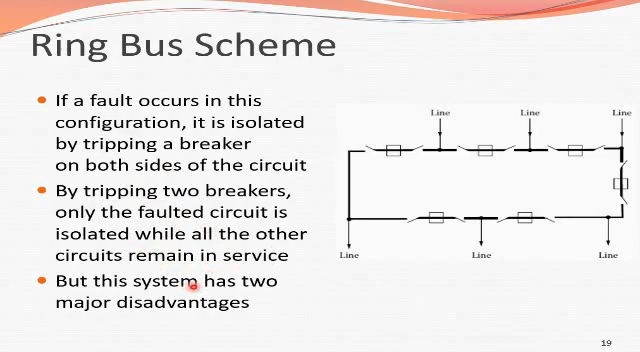 Ring Bus Scheme
If a fault occurs in this
configuration, it is isolated
by tripping a breaker
on both sides of the circuit
By tripping two breakers,
only the faulted circuit is
isolated while all the other
circuits remain in service
But this system has two
major disadvantages
Line Line Line
Line Line Line
19